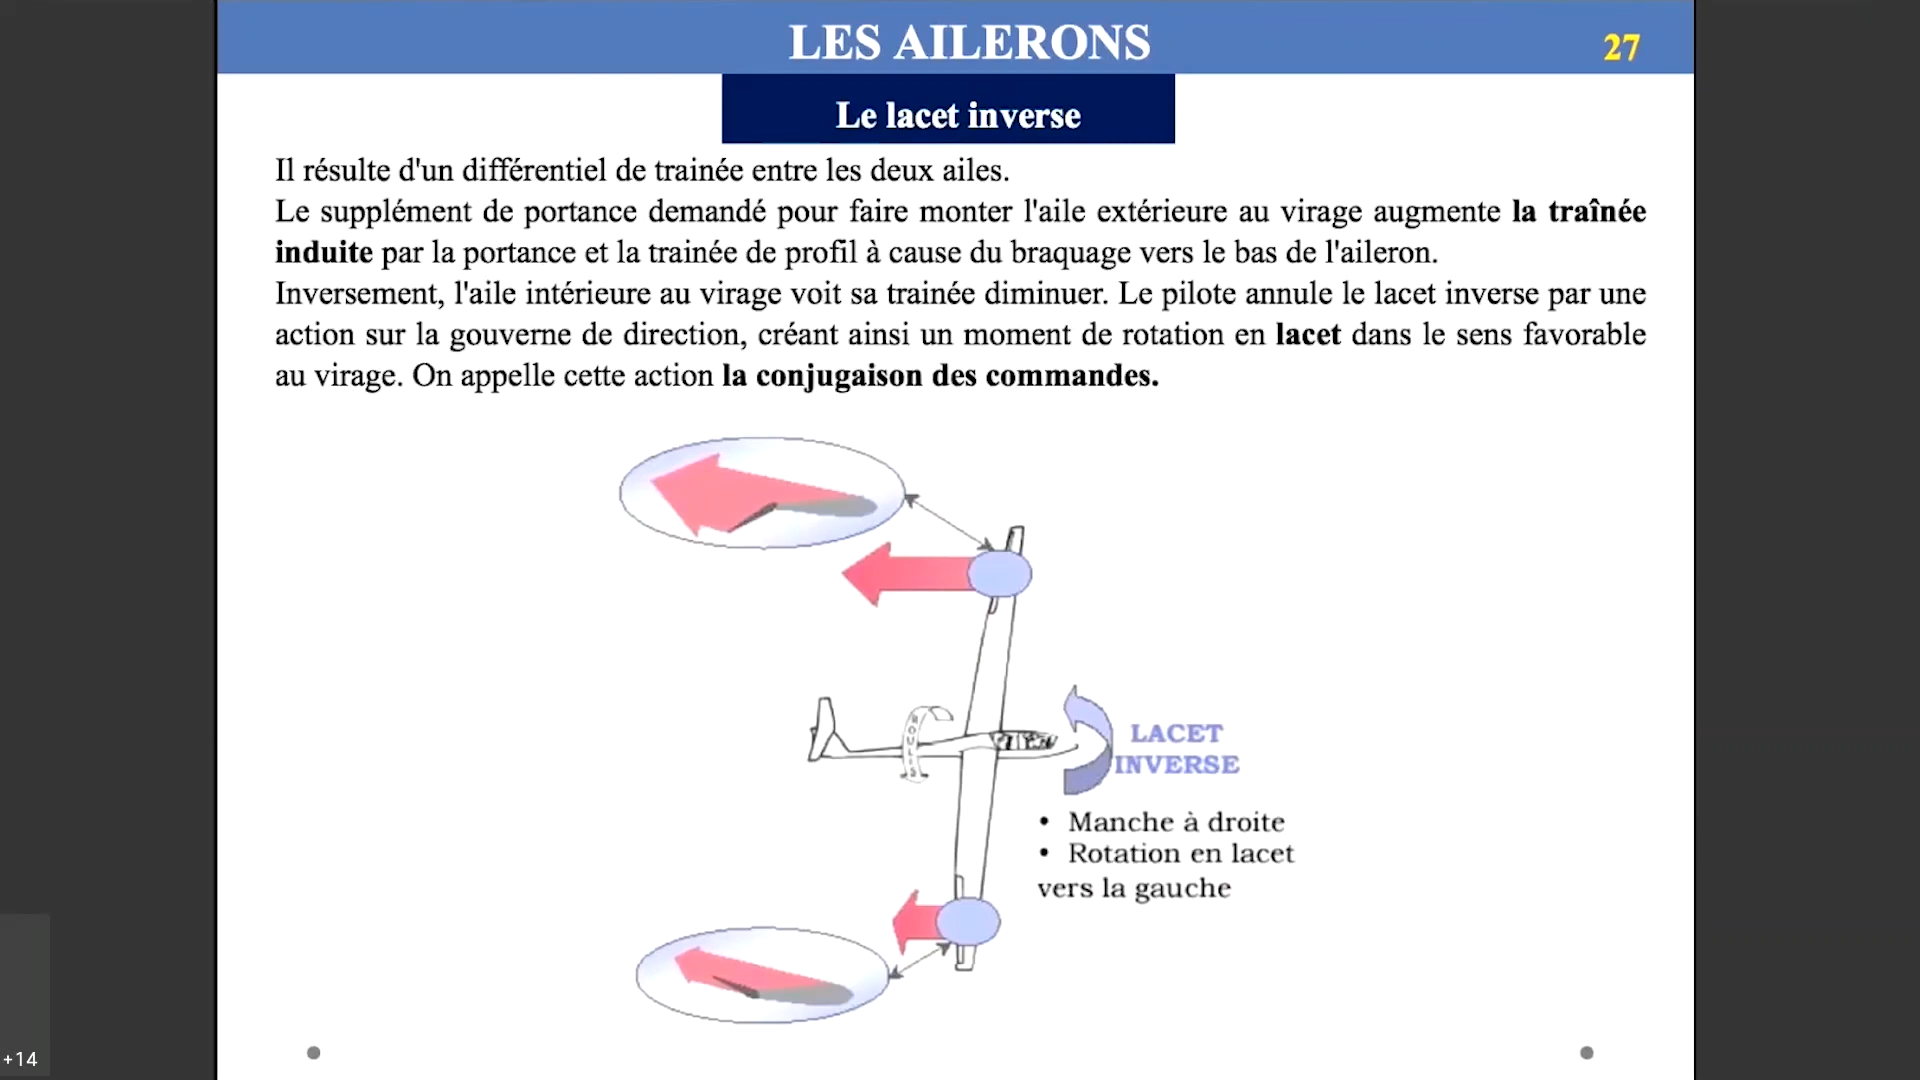 LES AILERONS
27
Le lacet inverse
Il résulte d'un différentiel de trainée entre les deux ailes.
Le supplément de portance demandé pour faire monter l'aile extérieure au virage augmente la traînée
induite par la portance et la trainée de profil à cause du braquage vers le bas de l'aileron.
Inversement, l'aile intérieure au virage voit sa trainée diminuer. Le pilote annule le lacet inverse par une
action sur la gouverne de direction, créant ainsi un moment de rotation en lacet dans le sens favorable
au virage. On appelle cette action la conjugaison des commandes.
ROULIS
LACET
INVERSE
• Manche à droite
• Rotation en lacet
vers la gauche
+14